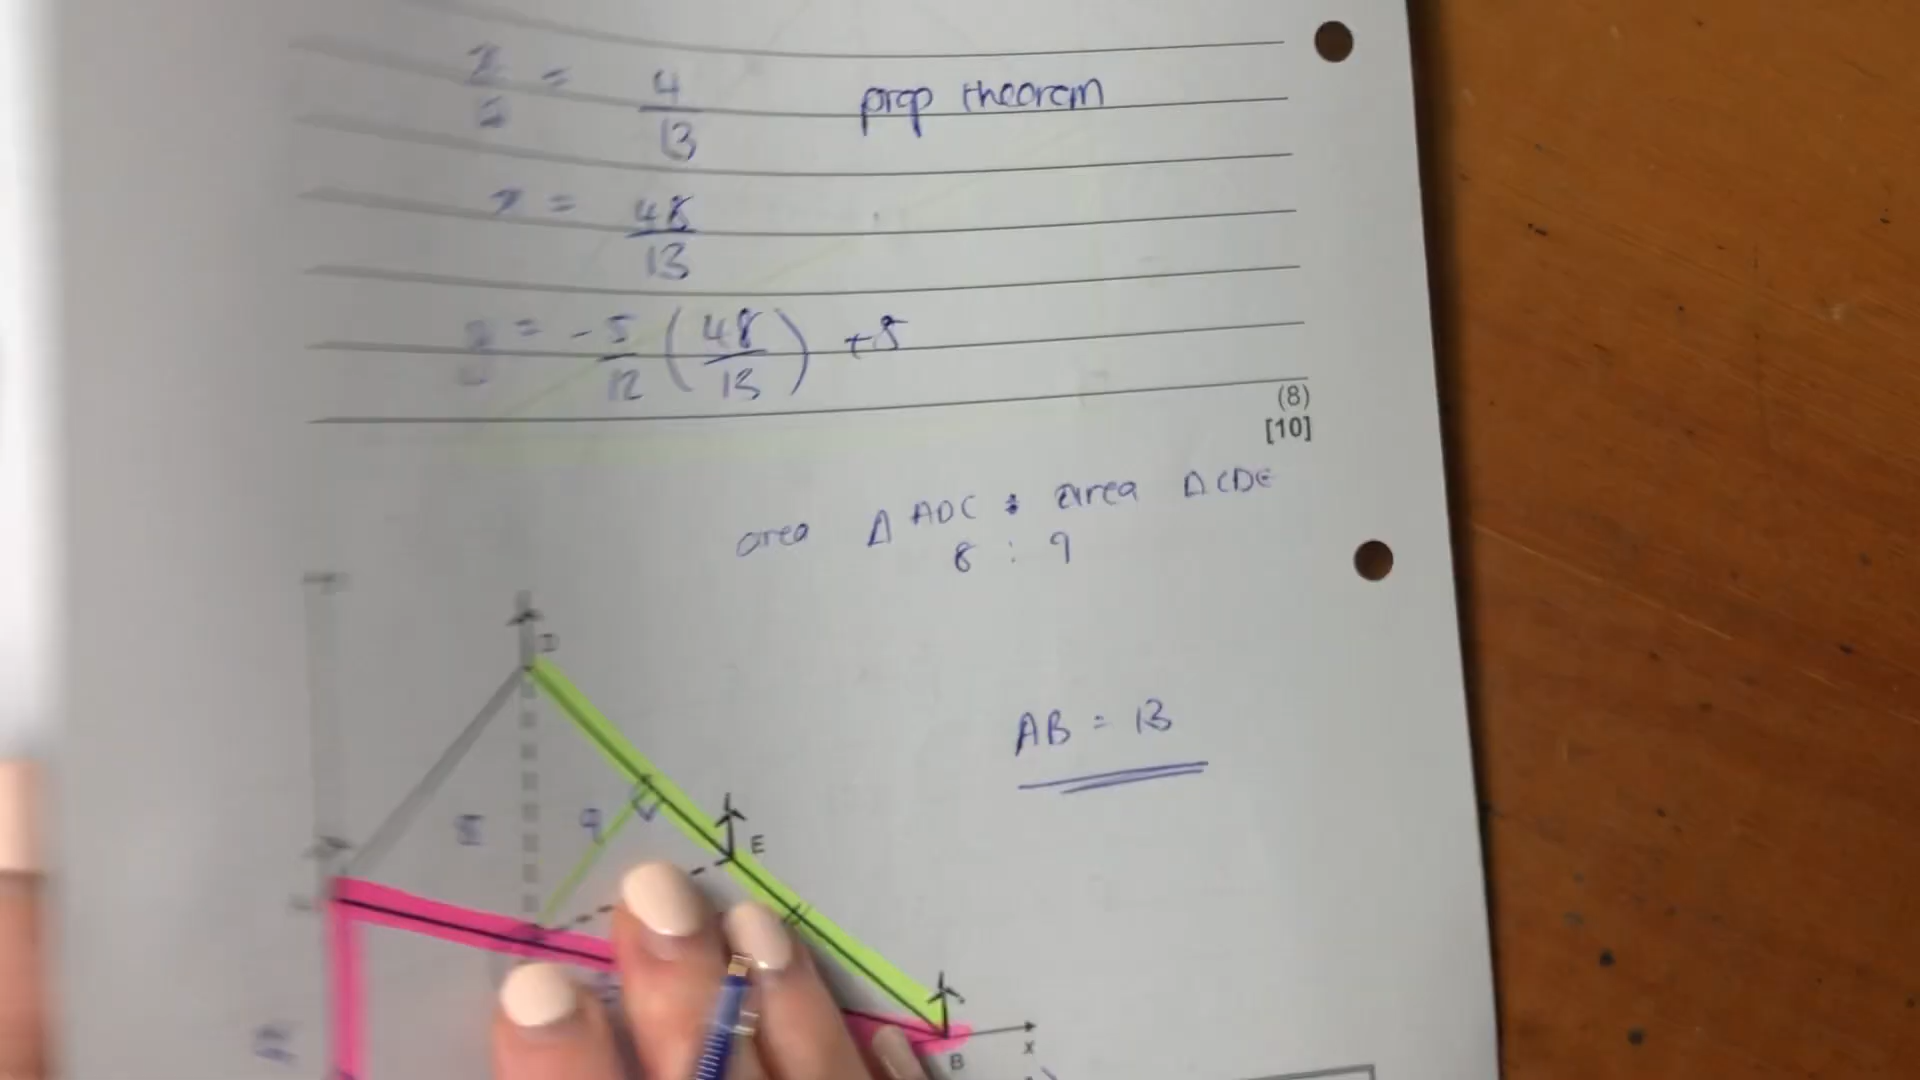 = 4/13 prop theorem
= 48/13
= -5/12 (48/13) + 5
(8)
[10]
area Δ ADC : area Δ CDE
8 : 9
D
AB = 13
9
E
B
x